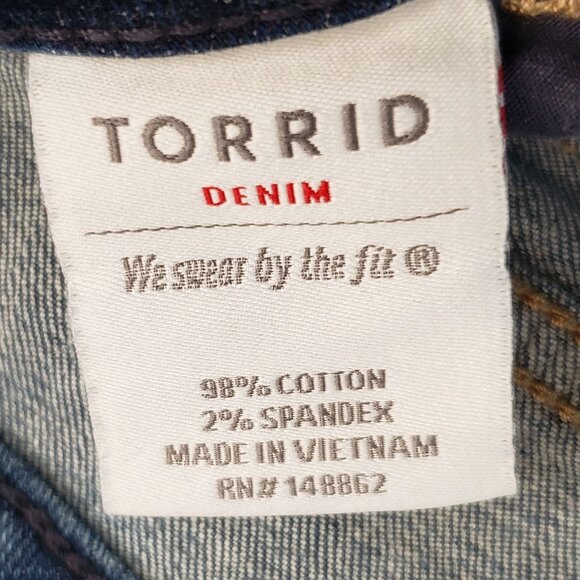 TORRID
DENIM
We swear by the fit ®
98% COTTON
2% SPANDEX
MADE IN VIETNAM
RN# 148862